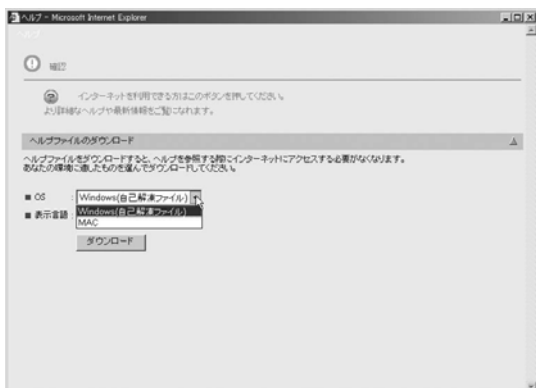 ヘルプ - Microsoft Internet Explorer
ヘルプ
確認
インターネットを利用できる方はこのボタンを押してください。
より詳細なヘルプや最新情報をご覧になれます。
ヘルプファイルのダウンロード
ヘルプファイルをダウンロードすると、ヘルプを参照する際にインターネットにアクセスする必要がなくなります。
あなたの環境に適したものを選んでダウンロードしてください。
■ OS : Windows(自己解凍ファイル)
■ 表示言語 : Windows(自己解凍ファイル)
MAC
ダウンロード